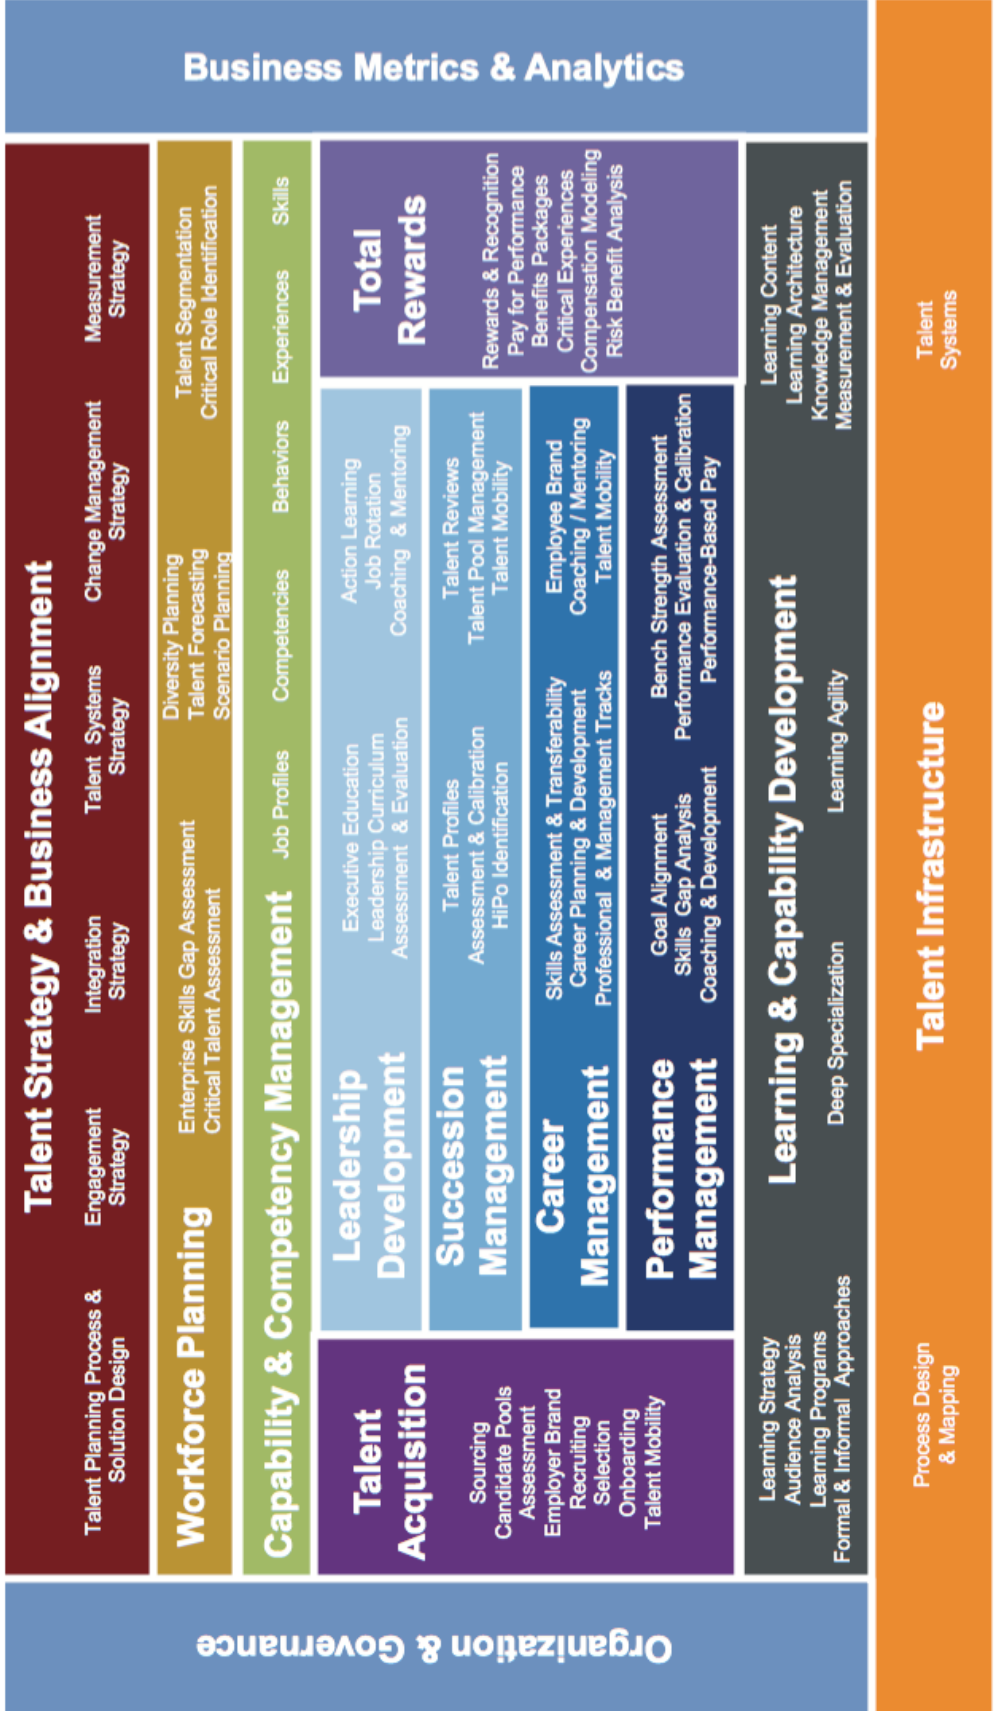 Organization & Governance
Talent Strategy & Business Alignment
Talent Planning Process &
Solution Design
Engagement
Strategy
Integration
Strategy
Talent Systems
Strategy
Change Management
Strategy
Measurement
Strategy
Workforce Planning
Enterprise Skills Gap Assessment
Critical Talent Assessment
Diversity Planning
Talent Forecasting
Scenario Planning
Talent Segmentation
Critical Role Identification
Capability & Competency Management
Job Profiles
Competencies
Behaviors
Experiences
Skills
Talent
Acquisition
Sourcing
Candidate Pools
Assessment
Employer Brand
Recruiting
Selection
Onboarding
Talent Mobility
Leadership
Development
Executive Education
Leadership Curriculum
Assessment & Evaluation
Action Learning
Job Rotation
Coaching & Mentoring
Succession
Management
Talent Profiles
Assessment & Calibration
HiPo Identification
Talent Reviews
Talent Pool Management
Talent Mobility
Career
Management
Skills Assessment & Transferability
Career Planning & Development
Professional & Management Tracks
Employee Brand
Coaching / Mentoring
Talent Mobility
Performance
Management
Goal Alignment
Skills Gap Analysis
Coaching & Development
Bench Strength Assessment
Performance Evaluation & Calibration
Performance-Based Pay
Total
Rewards
Rewards & Recognition
Pay for Performance
Benefits Packages
Critical Experiences
Compensation Modeling
Risk Benefit Analysis
Learning & Capability Development
Learning Strategy
Audience Analysis
Learning Programs
Formal & Informal Approaches
Deep Specialization
Learning Agility
Learning Content
Learning Architecture
Knowledge Management
Measurement & Evaluation
Business Metrics & Analytics
Talent Infrastructure
Process Design
& Mapping
Talent
Systems